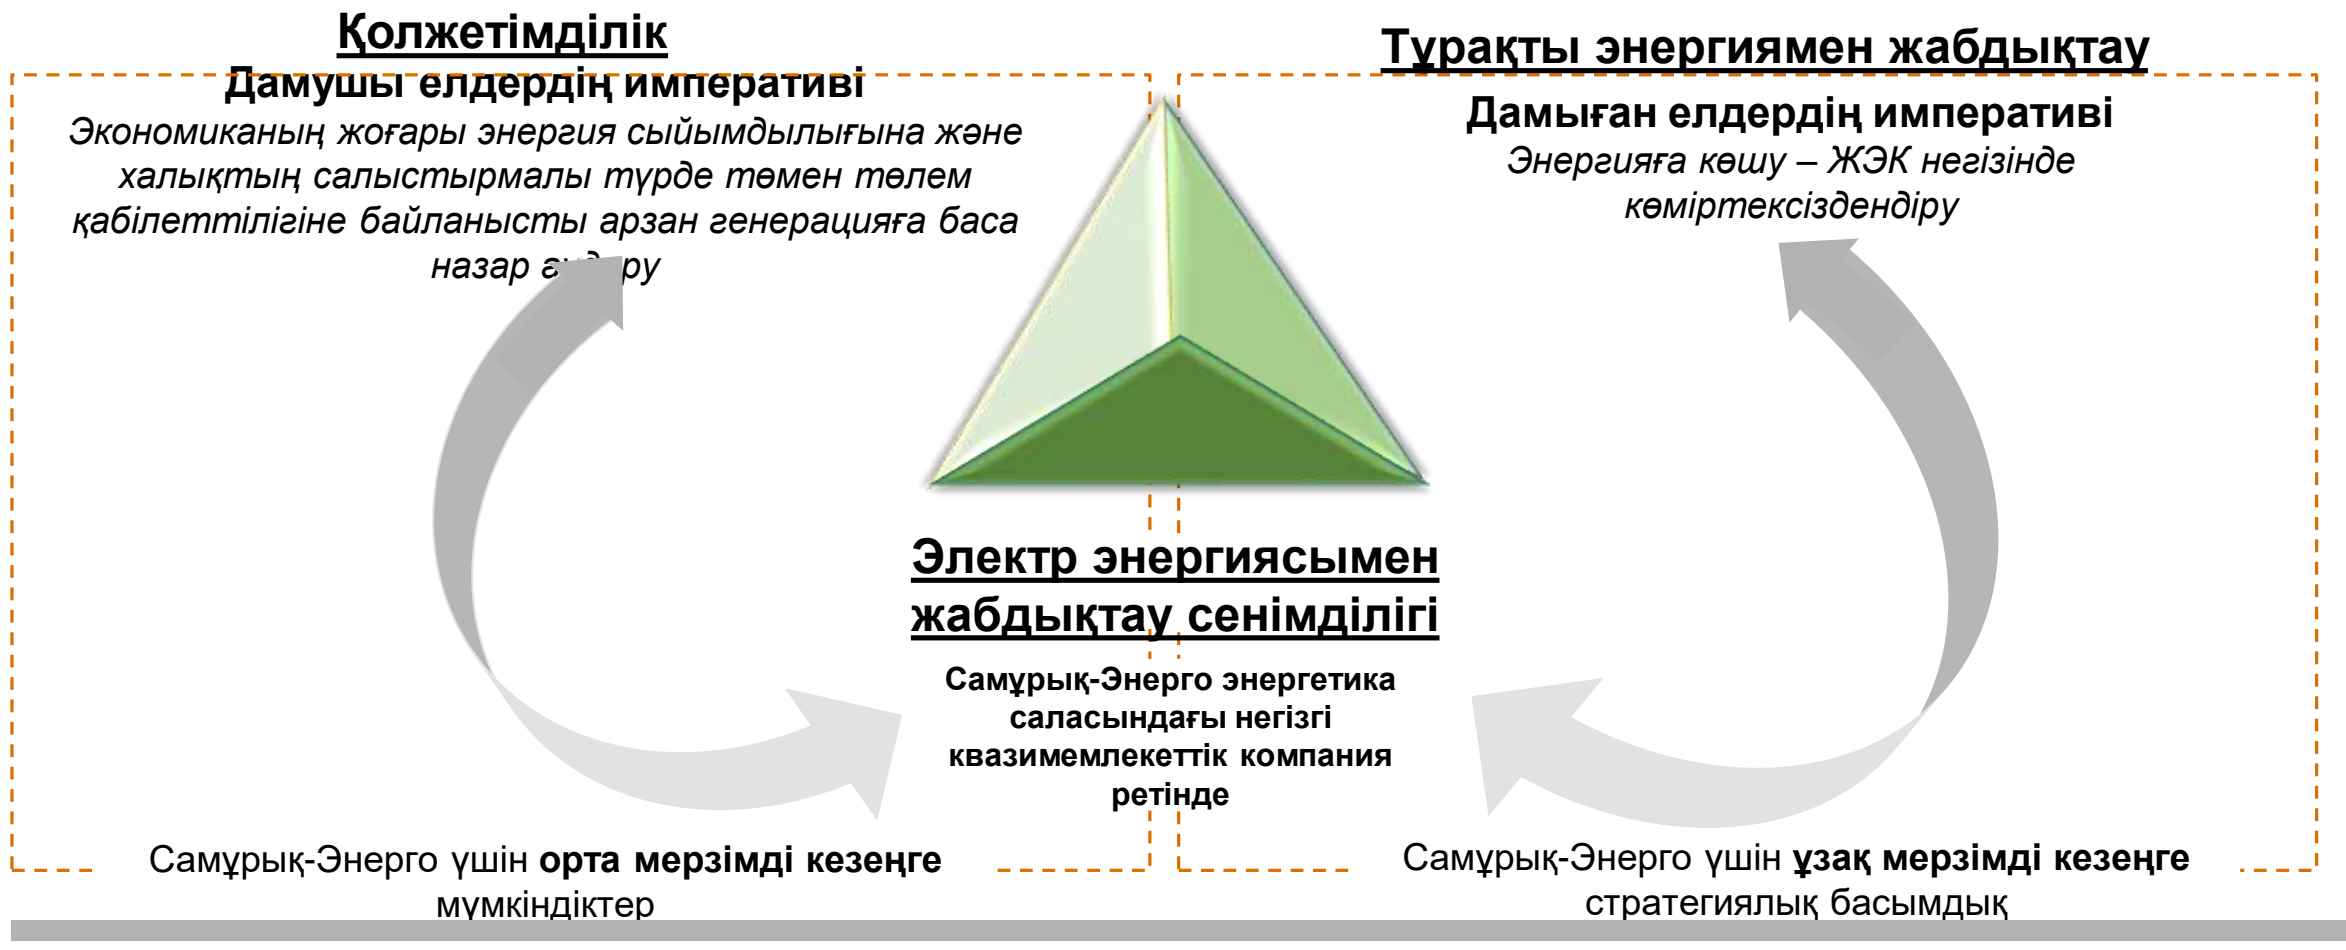 Қолжетімділік
Дамушы елдердің императиві
Экономиканың жоғары энергия сыйымдылығына және
халықтың салыстырмалы түрде төмен төлем
қабілеттілігіне байланысты арзан генерацияға баса
назар
Тұрақты энергиямен жабдықтау
Дамыған елдердің императиві
Энергияға көшу – ЖЭК негізінде
көміртексіздендіру
Электр энергиясымен
жабдықтау сенімділігі
Самұрық-Энерго энергетика
саласындағы негізгі
квазимемлекеттік компания
ретінде
Самұрық-Энерго үшін орта мерзімді кезеңге
мүмкіндіктер
Самұрық-Энерго үшін ұзақ мерзімді кезеңге
стратегиялық басымдық